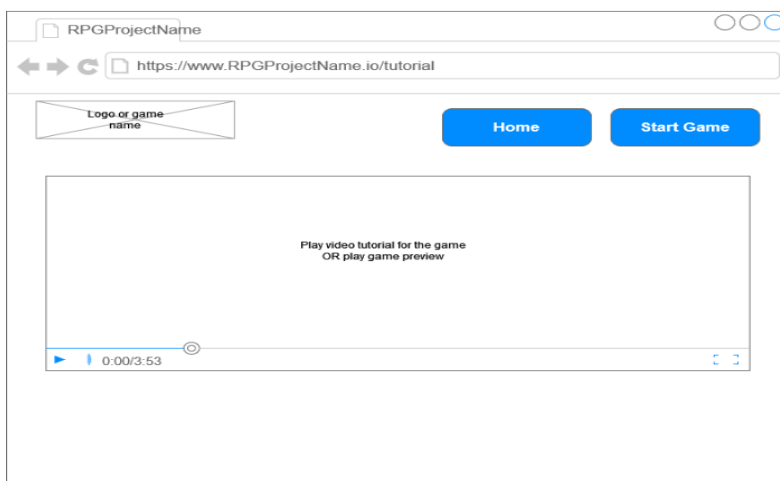 RPGProjectName
https://www.RPGProjectName.io/tutorial
Logo or game
name
Home
Start Game
Play video tutorial for the game
OR play game preview
0:00/3:53